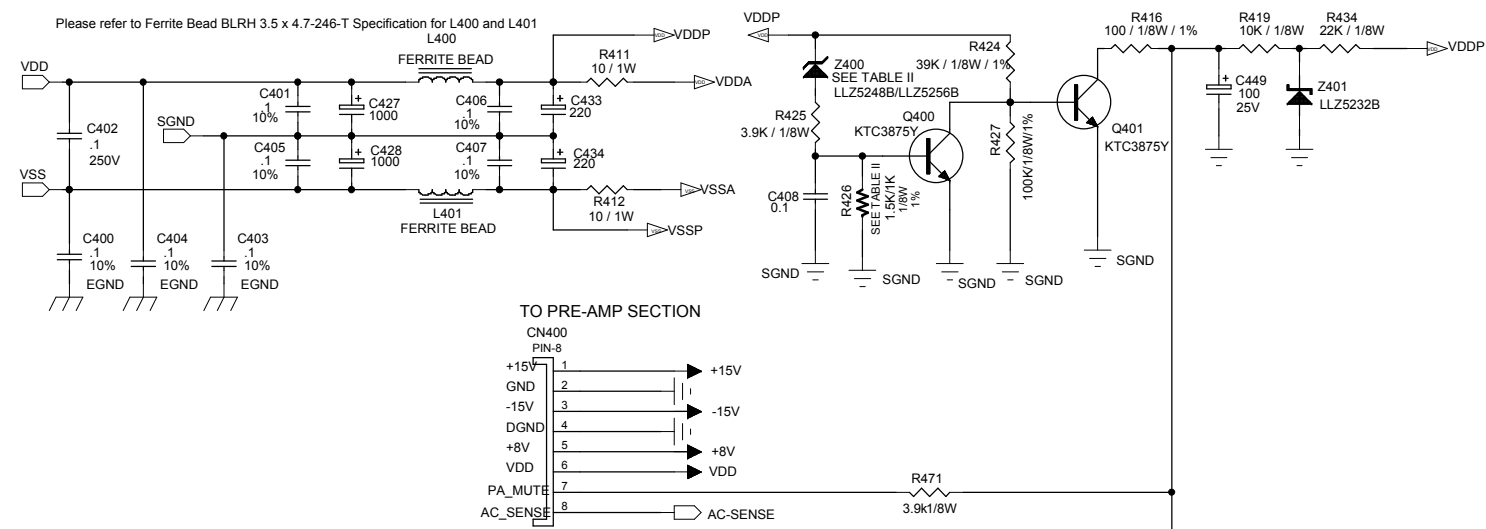 Please refer to Ferrite Bead BLRH 3.5 x 4.7-246-T Specification for L400 and L401
L400
FERRITE BEAD
VDD
SGND
VSS
C402
.1
250V
C401
.1
10%
C405
.1
10%
C427
1000
C428
1000
C406
.1
10%
C407
.1
10%
C433
220
C434
220
R411
10 / 1W
R412
10 / 1W
VDDP
VDDA
VSSA
VSSP
L401
FERRITE BEAD
C400
.1
10%
EGND
C404
.1
10%
EGND
C403
.1
10%
EGND
VDDP
Z400
SEE TABLE II
LLZ5248B/LLZ5256B
R425
3.9K / 1/8W
C408
0.1
R426
SEE TABLE II
1.5K/1K
1/8W
1%
Q400
KTC3875Y
R424
39K / 1/8W / 1%
R427
100K/1/8W/1%
Q401
KTC3875Y
SGND
SGND
SGND
SGND
SGND
R416
100 / 1/8W / 1%
R419
10K / 1/8W
R434
22K / 1/8W
VDDP
C449
100
25V
Z401
LLZ5232B
TO PRE-AMP SECTION
CN400
PIN-8
+15V 1 +15V
GND 2
-15V 3 -15V
DGND 4
+8V 5 +8V
VDD 6 VDD
PA_MUTE 7
AC_SENSE 8 AC-SENSE
R471
3.9k1/8W